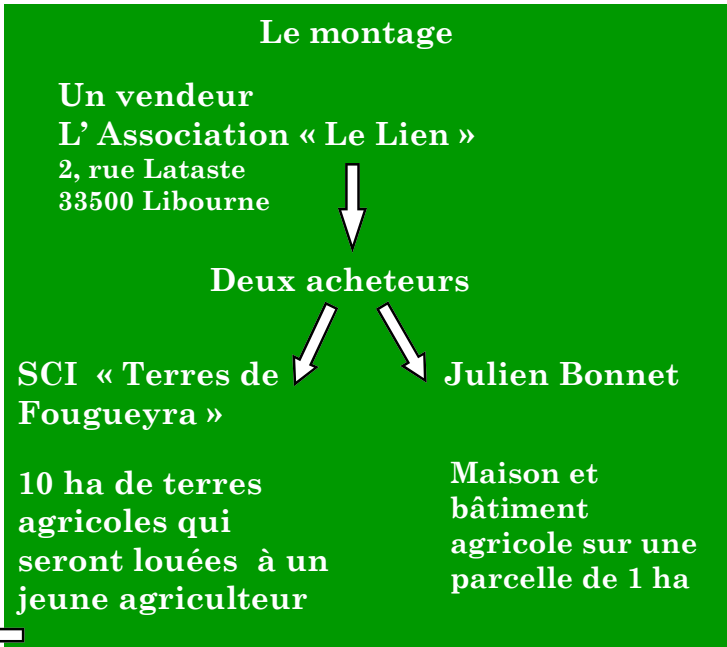 Le montage
Un vendeur
L' Association « Le Lien »
2, rue Lataste
33500 Libourne
Deux acheteurs
SCI « Terres de
Fougueyra »
10 ha de terres
agricoles qui
seront louées à un
jeune agriculteur
Julien Bonnet
Maison et
bâtiment
agricole sur une
parcelle de 1 ha